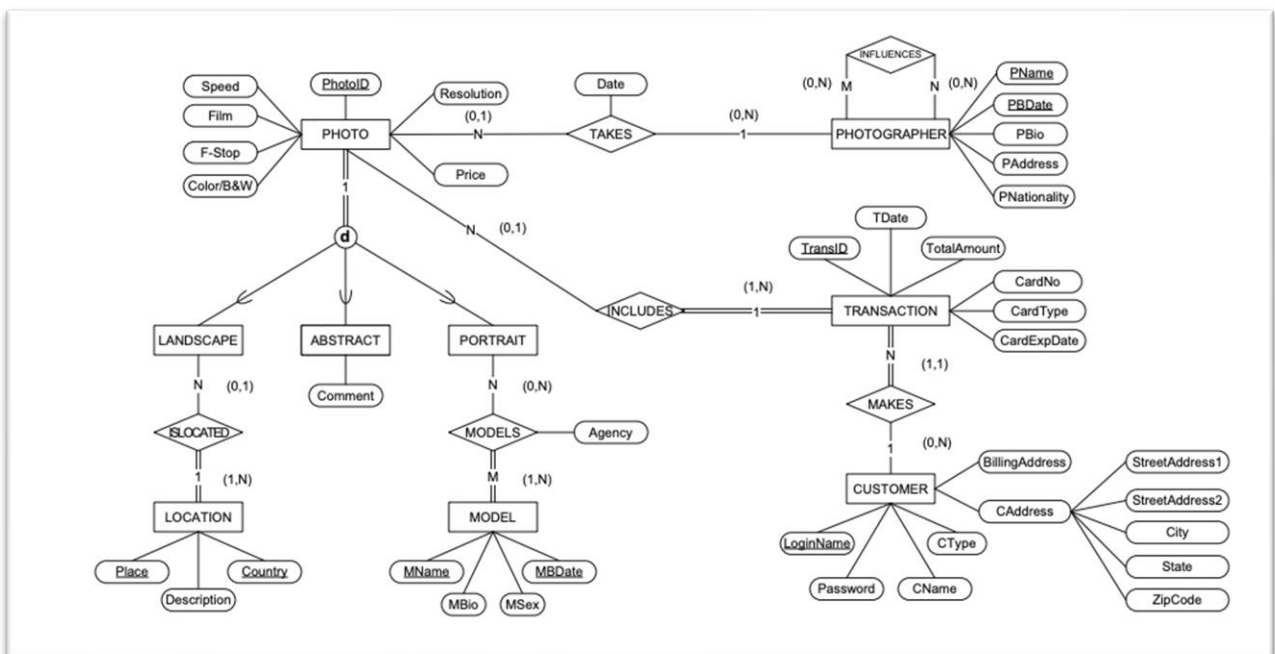 INFLUENCES
(0,N) M N (0,N)
PName
PBDate
PBio
PAddress
PNationality
PHOTOGRAPHER
Speed
Film
F-Stop
Color/B&W
PhotoID
Resolution
Price
PHOTO
(0,1)
N
Date
TAKES
(0,N)
1
1
d
N (0,1)
TDate
TransID
TotalAmount
CardNo
CardType
CardExpDate
TRANSACTION
(1,N)
1
INCLUDES
LANDSCAPE
ABSTRACT
PORTRAIT
Comment
N (0,1)
N (0,N)
ISLOCATED
MODELS
Agency
1 (1,N)
M (1,N)
LOCATION
MODEL
Place
Country
Description
MName
MBDate
MBio
MSex
N (1,1)
MAKES
1 (0,N)
CUSTOMER
BillingAddress
CAddress
LoginName
CType
Password
CName
StreetAddress1
StreetAddress2
City
State
ZipCode